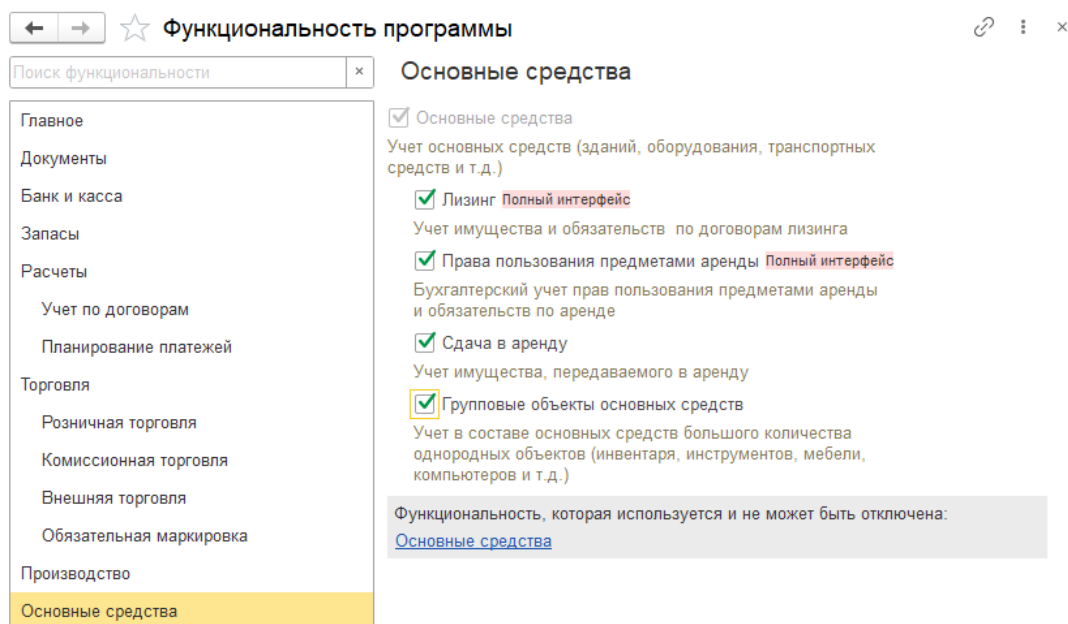 Функциональность программы
Поиск функциональности
Главное
Документы
Банк и касса
Запасы
Расчеты
Учет по договорам
Планирование платежей
Торговля
Розничная торговля
Комиссионная торговля
Внешняя торговля
Обязательная маркировка
Производство
Основные средства
Основные средства
Основные средства
Учет основных средств (зданий, оборудования, транспортных
средств и т.д.)
Лизинг Полный интерфейс
Учет имущества и обязательств по договорам лизинга
Права пользования предметами аренды Полный интерфейс
Бухгалтерский учет прав пользования предметами аренды
и обязательств по аренде
Сдача в аренду
Учет имущества, передаваемого в аренду
Групповые объекты основных средств
Учет в составе основных средств большого количества
однородных объектов (инвентаря, инструментов, мебели,
компьютеров и т.д.)
Функциональность, которая используется и не может быть отключена:
Основные средства